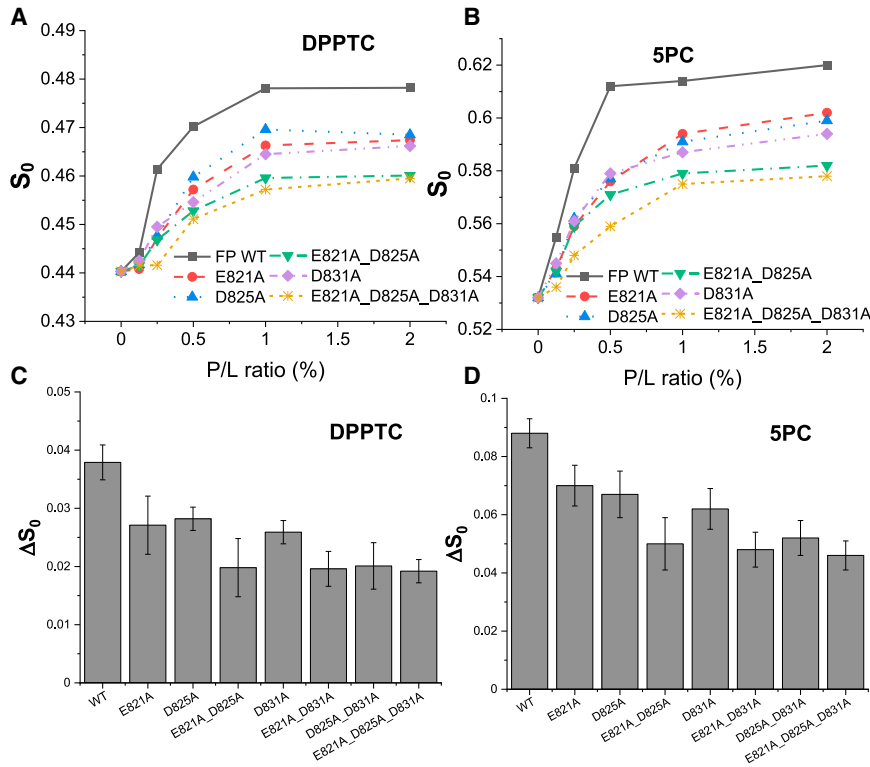 A
DPPTC
S0
0.49
0.48
0.47
0.46
0.45
0.44
0.43
FP WT
E821A
D825A
E821A_D825A
D831A
E821A_D825A_D831A
0 0.5 1 1.5 2
P/L ratio (%)
B
5PC
S0
0.62
0.6
0.58
0.56
0.54
0.52
FP WT
E821A
D825A
E821A_D825A
D831A
E821A_D825A_D831A
0 0.5 1 1.5 2
P/L ratio (%)
C
DPPTC
ΔS0
0.05
0.04
0.03
0.02
0.01
0
WT
E821A
D825A
E821A_D825A
D831A
E821A_D831A
D825A_D831A
E821A_D825A_D831A
D
5PC
ΔS0
0.1
0.08
0.06
0.04
0.02
0.00
WT
E821A
D825A
E821A_D825A
D831A
E821A_D831A
D825A_D831A
E821A_D825A_D831A